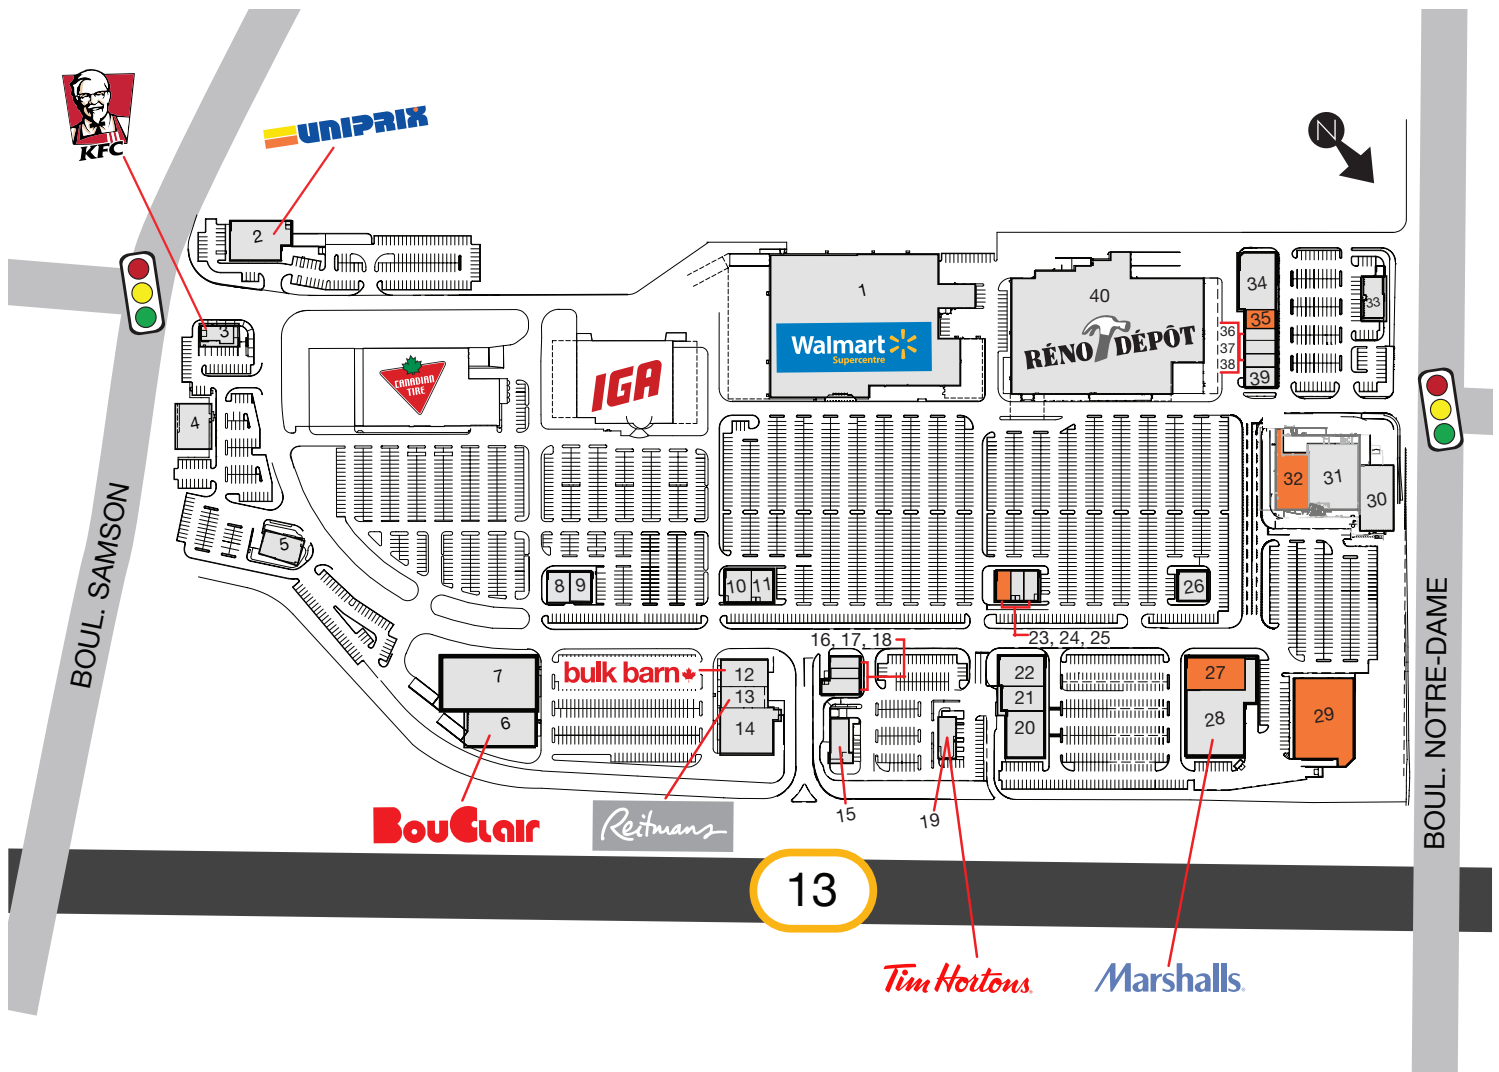 KFC
UNIPRIX
N
2
1
Walmart
Supercentre
40
RÉNO DÉPÔT
34
35
36
37
38
39
33
3
CANADIAN
TIRE
IGA
4
5
32
31
30
8
9
10
11
26
23, 24, 25
16, 17, 18
bulk barn
7
6
12
13
14
15
19
22
21
20
27
28
29
BouClair
Reitmans
13
Tim Hortons
Marshalls
BOUL. SAMSON
BOUL. NOTRE-DAME